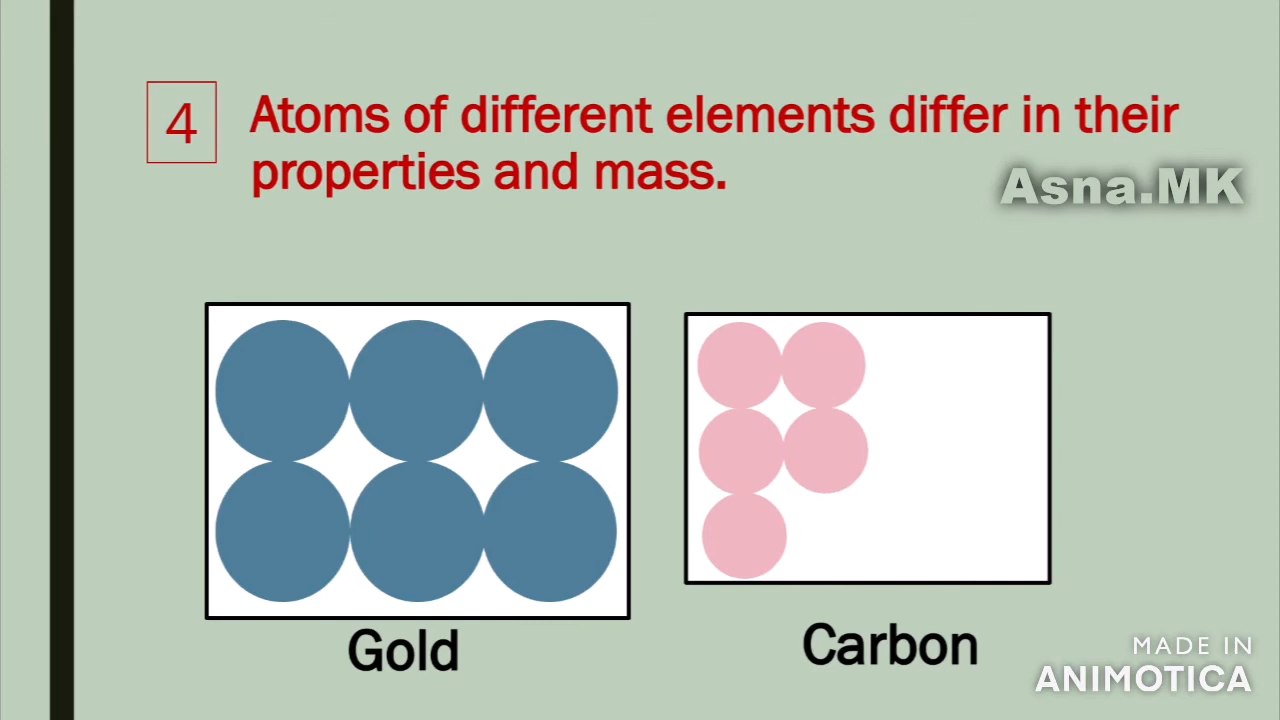 4 Atoms of different elements differ in their
properties and mass.
Asna.MK
Gold
Carbon
MADE IN
ANIMOTICA